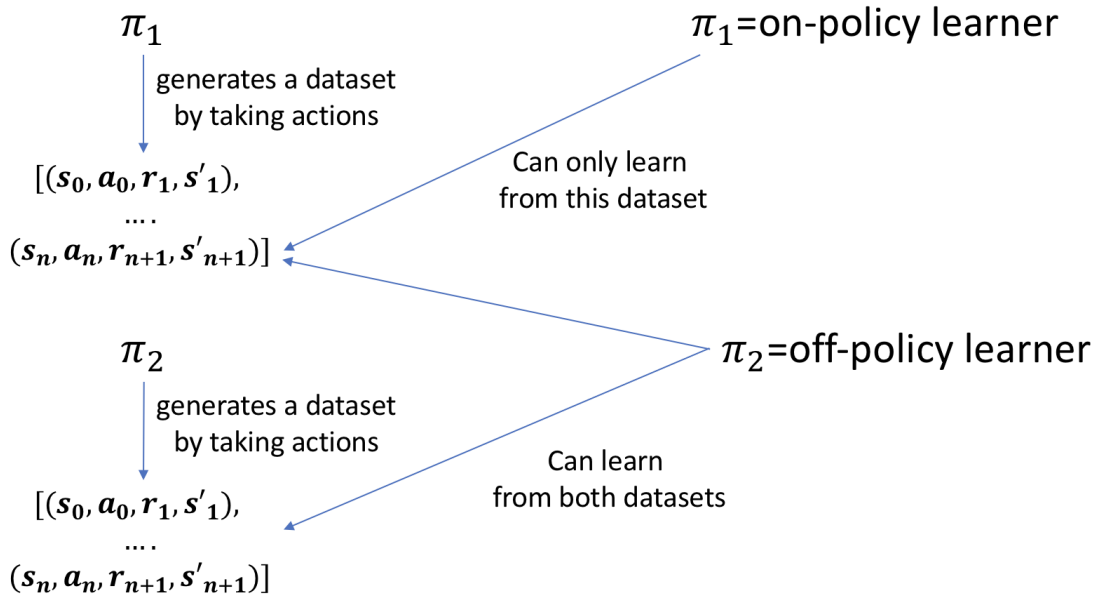 π₁
π₁=on-policy learner
generates a dataset
by taking actions
[(s₀, a₀, r₁, s′₁),
….
(sₙ, aₙ, rₙ₊₁, s′ₙ₊₁)]
Can only learn
from this dataset
π₂
π₂=off-policy learner
generates a dataset
by taking actions
[(s₀, a₀, r₁, s′₁),
….
(sₙ, aₙ, rₙ₊₁, s′ₙ₊₁)]
Can learn
from both datasets